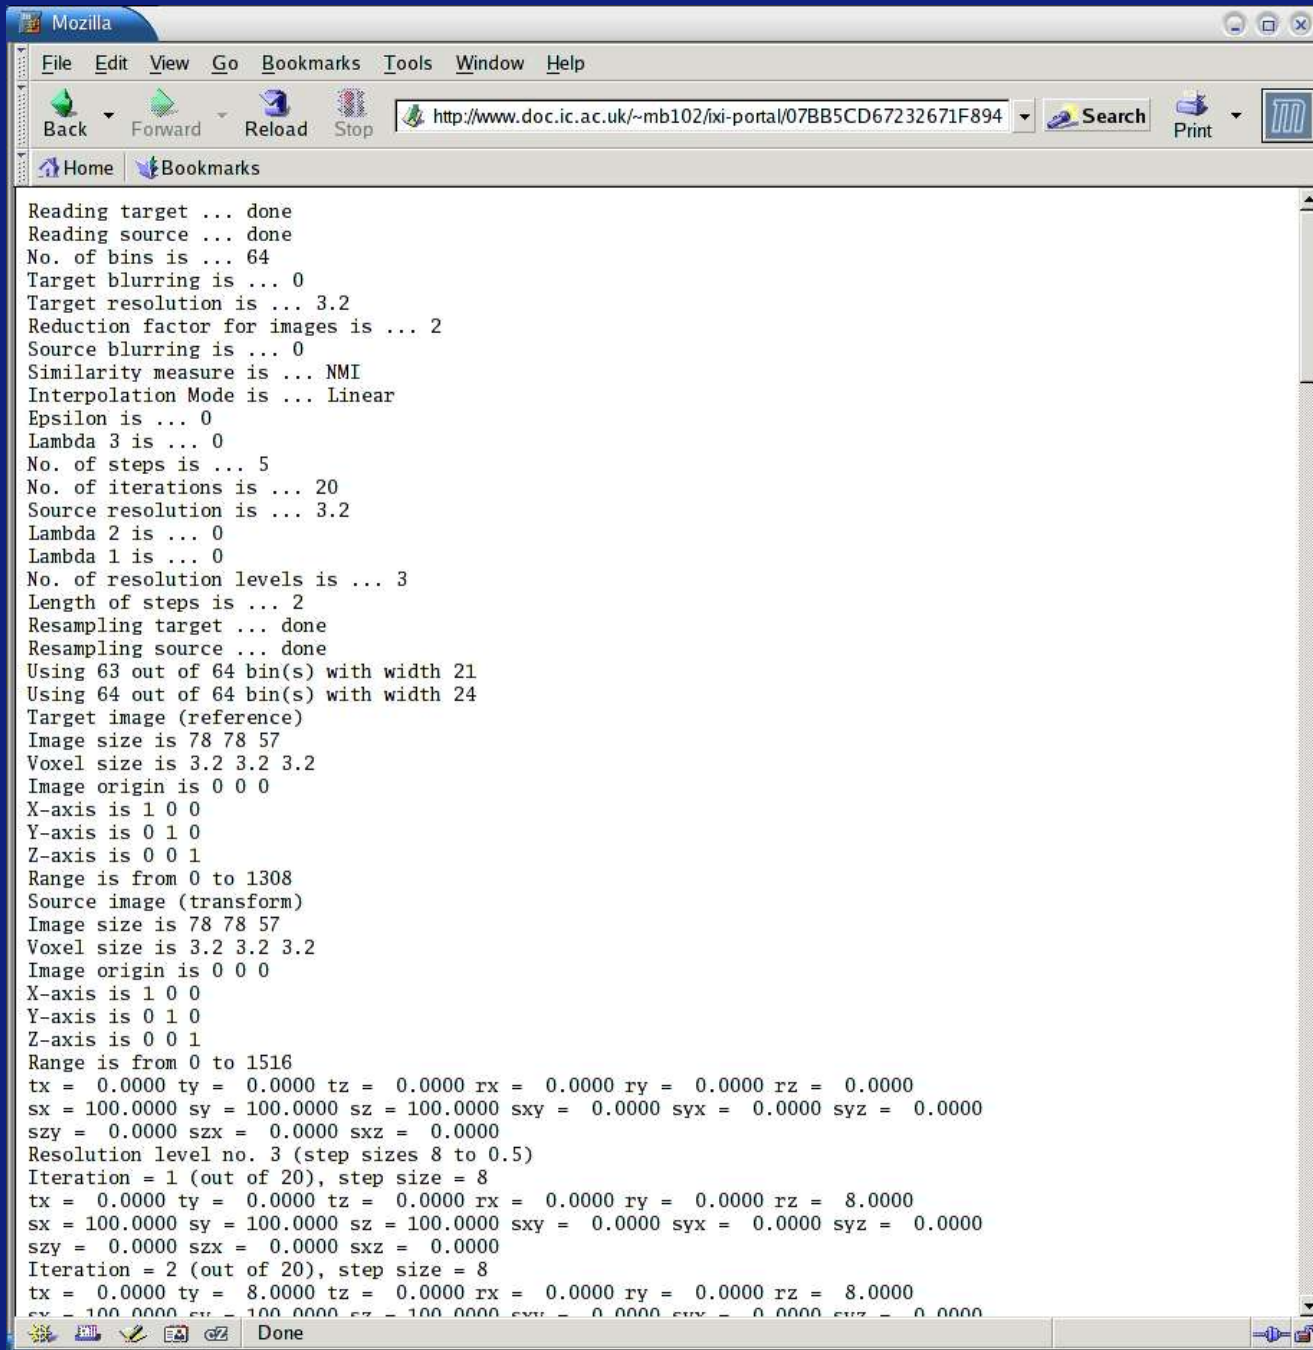 Mozilla
File Edit View Go Bookmarks Tools Window Help
Back Forward Reload Stop http://www.doc.ic.ac.uk/~mb102/ixi-portal/07BB5CD67232671F894 Search Print
Home Bookmarks
Reading target ... done
Reading source ... done
No. of bins is ... 64
Target blurring is ... 0
Target resolution is ... 3.2
Reduction factor for images is ... 2
Source blurring is ... 0
Similarity measure is ... NMI
Interpolation Mode is ... Linear
Epsilon is ... 0
Lambda 3 is ... 0
No. of steps is ... 5
No. of iterations is ... 20
Source resolution is ... 3.2
Lambda 2 is ... 0
Lambda 1 is ... 0
No. of resolution levels is ... 3
Length of steps is ... 2
Resampling target ... done
Resampling source ... done
Using 63 out of 64 bin(s) with width 21
Using 64 out of 64 bin(s) with width 24
Target image (reference)
Image size is 78 78 57
Voxel size is 3.2 3.2 3.2
Image origin is 0 0 0
X-axis is 1 0 0
Y-axis is 0 1 0
Z-axis is 0 0 1
Range is from 0 to 1308
Source image (transform)
Image size is 78 78 57
Voxel size is 3.2 3.2 3.2
Image origin is 0 0 0
X-axis is 1 0 0
Y-axis is 0 1 0
Z-axis is 0 0 1
Range is from 0 to 1516
tx = 0.0000 ty = 0.0000 tz = 0.0000 rx = 0.0000 ry = 0.0000 rz = 0.0000
sx = 100.0000 sy = 100.0000 sz = 100.0000 sxy = 0.0000 syx = 0.0000 syz = 0.0000
szy = 0.0000 szx = 0.0000 sxz = 0.0000
Resolution level no. 3 (step sizes 8 to 0.5)
Iteration = 1 (out of 20), step size = 8
tx = 0.0000 ty = 0.0000 tz = 0.0000 rx = 0.0000 ry = 0.0000 rz = 8.0000
sx = 100.0000 sy = 100.0000 sz = 100.0000 sxy = 0.0000 syx = 0.0000 syz = 0.0000
szy = 0.0000 szx = 0.0000 sxz = 0.0000
Iteration = 2 (out of 20), step size = 8
tx = 0.0000 ty = 8.0000 tz = 0.0000 rx = 0.0000 ry = 0.0000 rz = 8.0000
sx = 100.0000 sy = 100.0000 sz = 100.0000 sxy = 0.0000 syx = 0.0000 syz = 0.0000
Done